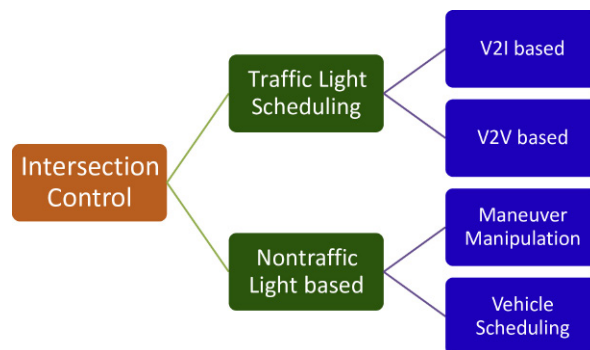 Intersection
Control
Traffic Light
Scheduling
Nontraffic
Light based
V2I based
V2V based
Maneuver
Manipulation
Vehicle
Scheduling